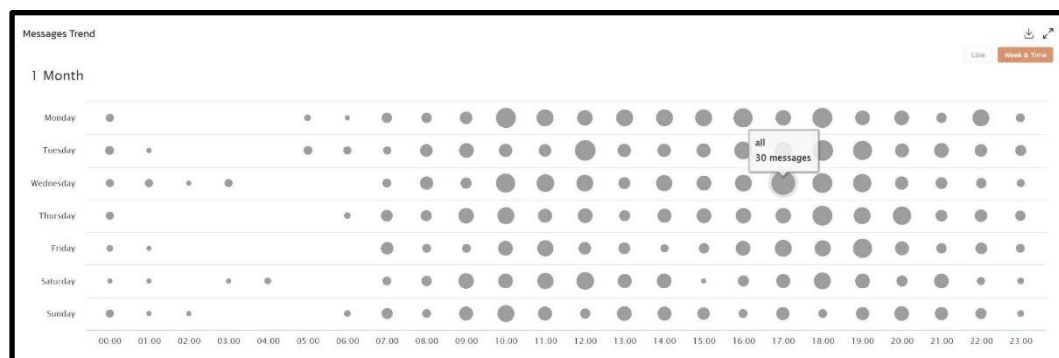 Messages Trend
Line
Week & Time
1 Month
Monday
Tuesday
all
30 messages
Wednesday
Thursday
Friday
Saturday
Sunday
00.00 01.00 02.00 03.00 04.00 05.00 06.00 07.00 08.00 09.00 10.00 11.00 12.00 13.00 14.00 15.00 16.00 17.00 18.00 19.00 20.00 21.00 22.00 23.00